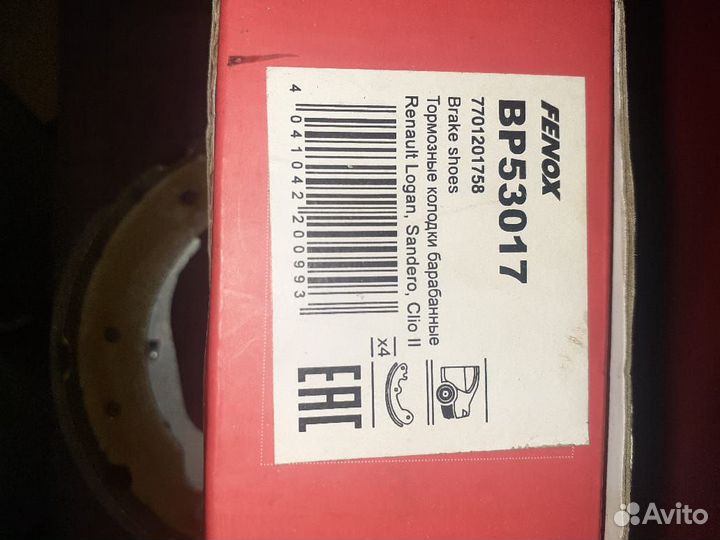 FENOX
BP53017
7701201758
Brake shoes
Тормозные колодки барабанные
Renault Logan, Sandero, Clio II
4 041042 200993
x4
EAC
Avito